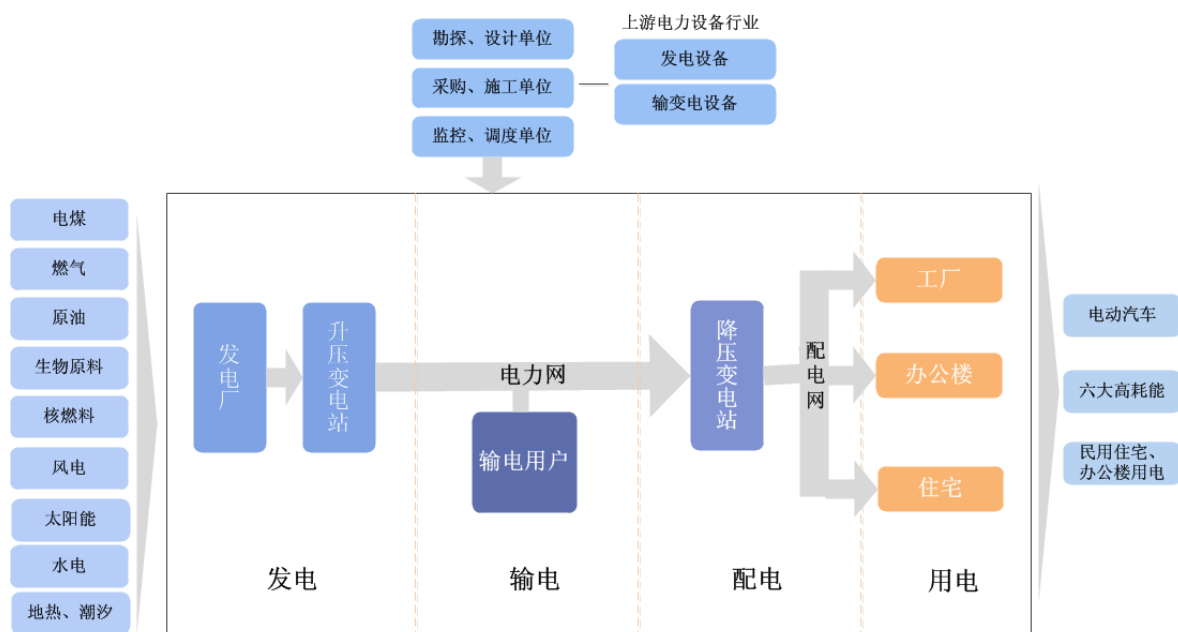 上游电力设备行业
勘探、设计单位
采购、施工单位
监控、调度单位
发电设备
输变电设备
电煤
燃气
原油
生物原料
核燃料
风电
太阳能
水电
地热、潮汐
发电厂
升压变电站
电力网
输电用户
降压变电站
配电网
工厂
办公楼
住宅
发电
输电
配电
用电
电动汽车
六大高耗能
民用住宅、
办公楼用电